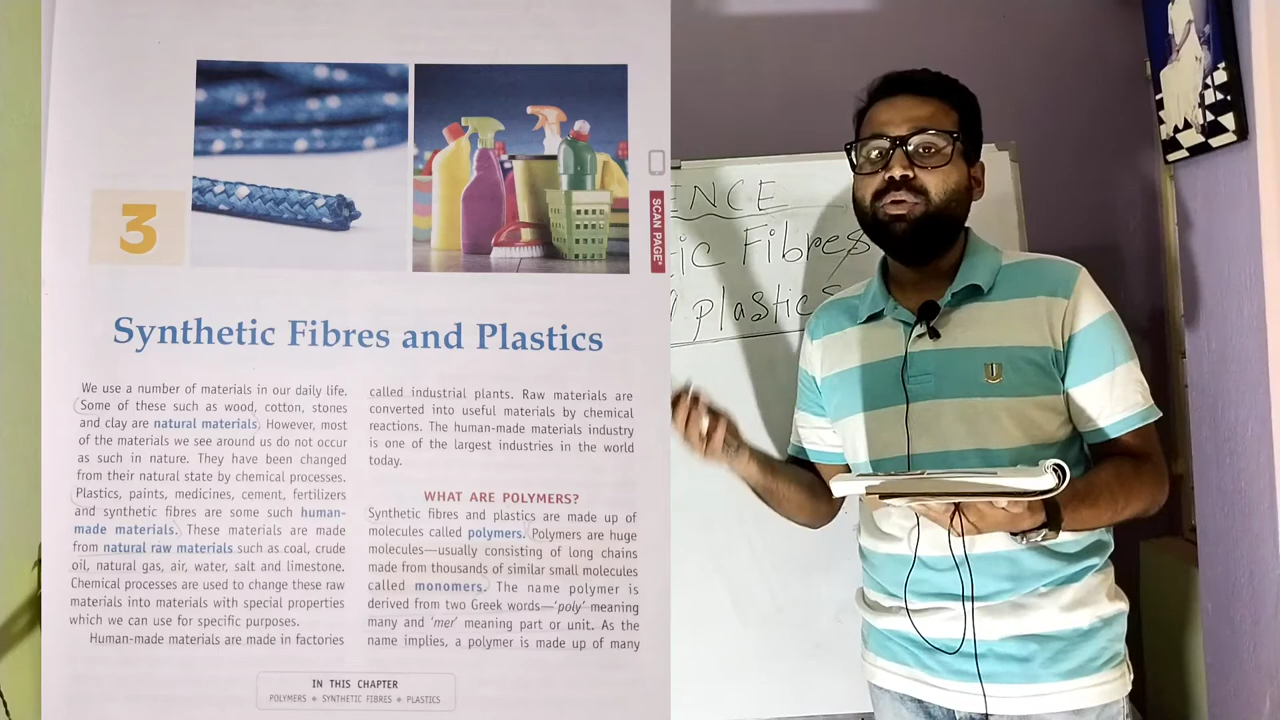 3
SCAN PAGE*
Synthetic Fibres and Plastics
We use a number of materials in our daily life.
Some of these such as wood, cotton, stones
and clay are natural materials. However, most
of the materials we see around us do not occur
as such in nature. They have been changed
from their natural state by chemical processes.
Plastics, paints, medicines, cement, fertilizers
and synthetic fibres are some such human-
made materials. These materials are made
from natural raw materials such as coal, crude
oil, natural gas, air, water, salt and limestone.
Chemical processes are used to change these raw
materials into materials with special properties
which we can use for specific purposes.
Human-made materials are made in factories
called industrial plants. Raw materials are
converted into useful materials by chemical
reactions. The human-made materials industry
is one of the largest industries in the world
today.
WHAT ARE POLYMERS?
Synthetic fibres and plastics are made up of
molecules called polymers. Polymers are huge
molecules—usually consisting of long chains
made from thousands of similar small molecules
called monomers. The name polymer is
derived from two Greek words—‘poly’ meaning
many and ‘mer’ meaning part or unit. As the
name implies, a polymer is made up of many
IN THIS CHAPTER
POLYMERS ✦ SYNTHETIC FIBRES ✦ PLASTICS
ENCE
tic Fibres
plastics